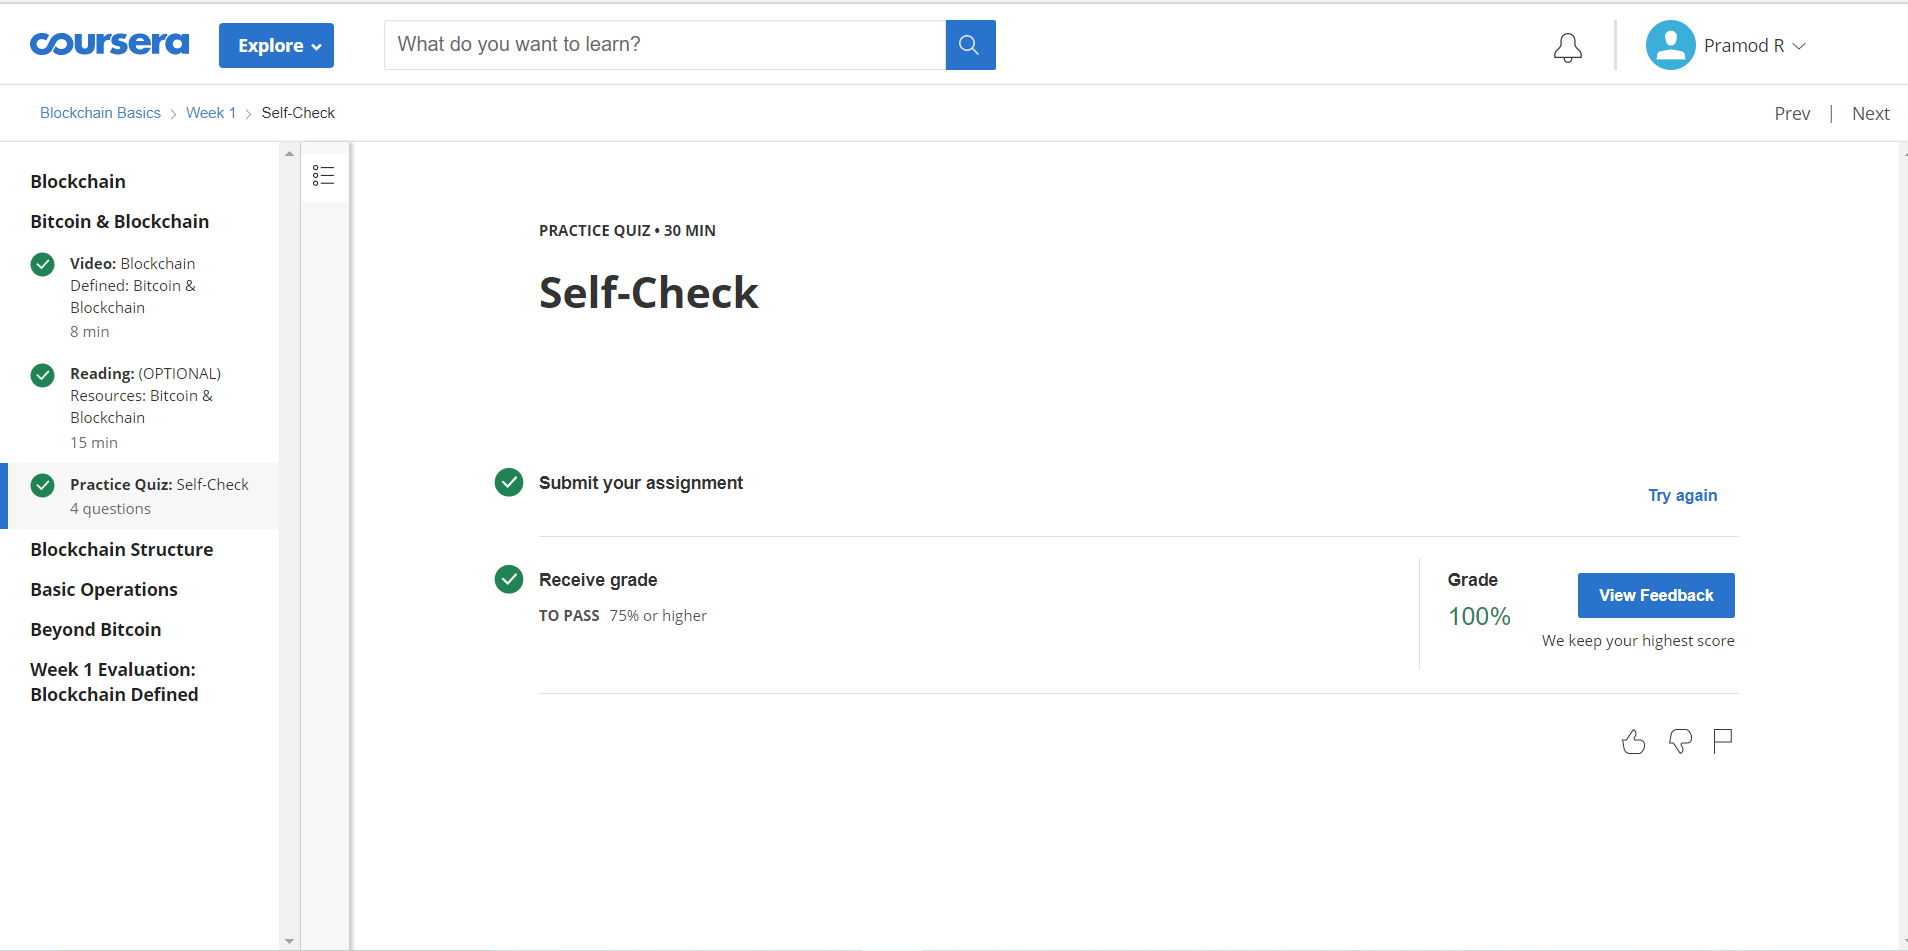 coursera
Explore
What do you want to learn?
Pramod R
Blockchain Basics > Week 1 > Self-Check
Prev | Next
Blockchain
Bitcoin & Blockchain
Video: Blockchain
Defined: Bitcoin &
Blockchain
8 min
Reading: (OPTIONAL)
Resources: Bitcoin &
Blockchain
15 min
Practice Quiz: Self-Check
4 questions
Blockchain Structure
Basic Operations
Beyond Bitcoin
Week 1 Evaluation:
Blockchain Defined
PRACTICE QUIZ • 30 MIN
Self-Check
Submit your assignment
Try again
Receive grade
TO PASS 75% or higher
Grade
100%
View Feedback
We keep your highest score